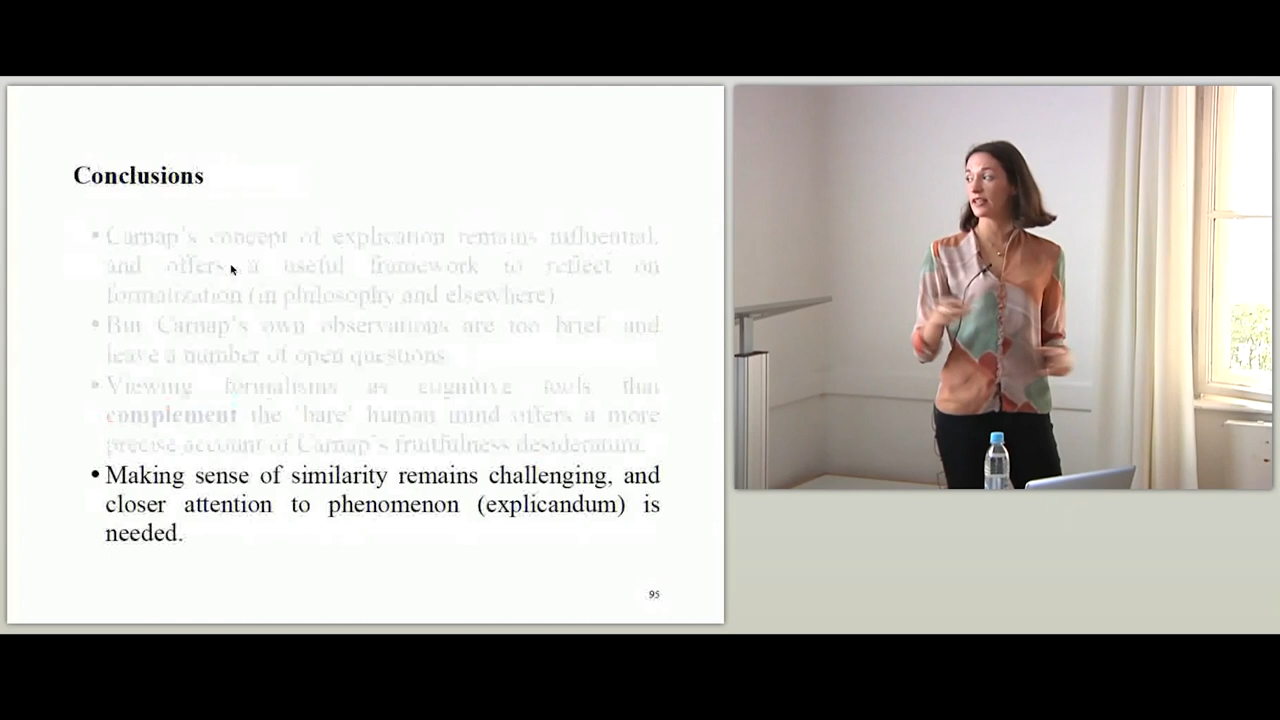 Conclusions
• Carnap's concept of explication remains influential,
and offers a useful framework to reflect on
formalization (in philosophy and elsewhere).
• But Carnap's own observations are too brief and
leave a number of open questions.
• Viewing formalisms as cognitive tools that
complement the 'bare' human mind offers a more
precise account of Carnap's fruitfulness desideratum.
• Making sense of similarity remains challenging, and
closer attention to phenomenon (explicandum) is
needed.
95